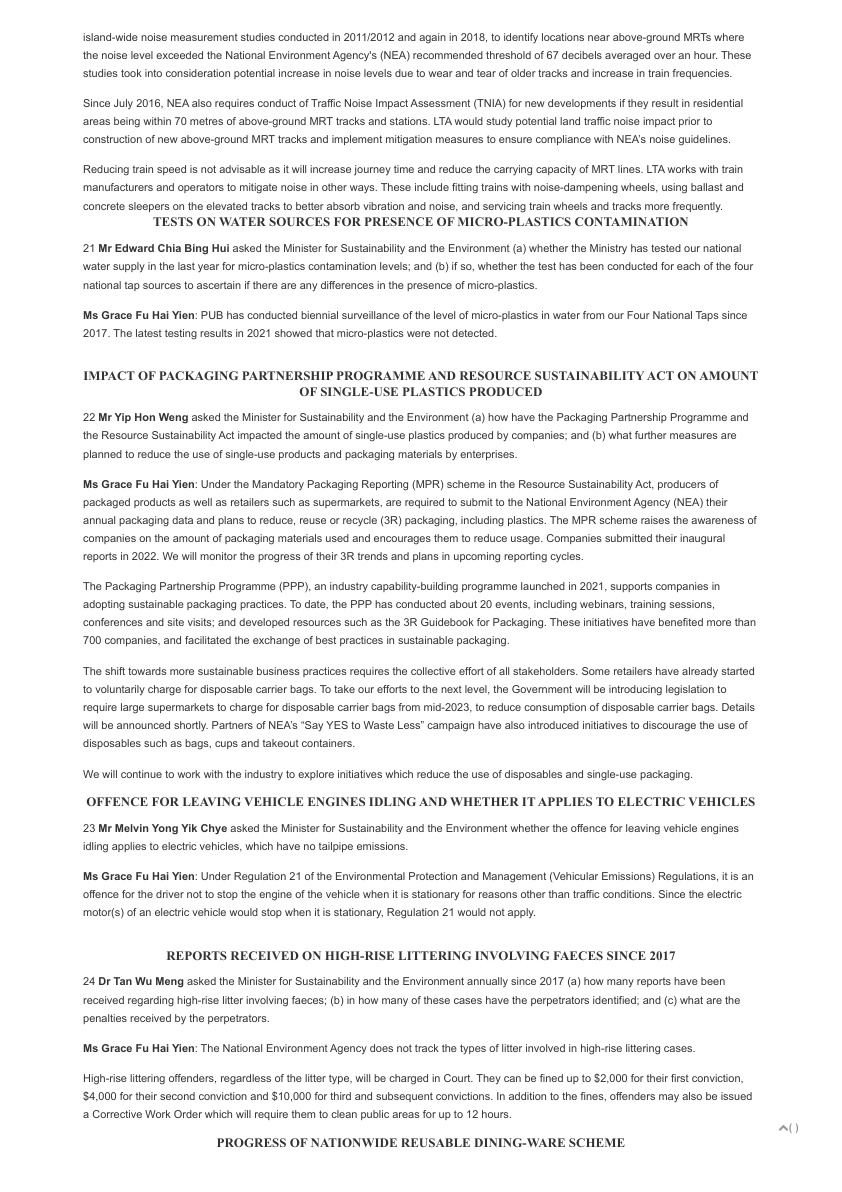 island-wide noise measurement studies conducted in 2011/2012 and again in 2018, to identify locations near above-ground MRTs where
the noise level exceeded the National Environment Agency's (NEA) recommended threshold of 67 decibels averaged over an hour. These
studies took into consideration potential increase in noise levels due to wear and tear of older tracks and increase in train frequencies.
Since July 2016, NEA also requires conduct of Traffic Noise Impact Assessment (TNIA) for new developments if they result in residential
areas being within 70 metres of above-ground MRT tracks and stations. LTA would study potential land traffic noise impact prior to
construction of new above-ground MRT tracks and implement mitigation measures to ensure compliance with NEA's noise guidelines.
Reducing train speed is not advisable as it will increase journey time and reduce the carrying capacity of MRT lines. LTA works with train
manufacturers and operators to mitigate noise in other ways. These include fitting trains with noise-dampening wheels, using ballast and
concrete sleepers on the elevated tracks to better absorb vibration and noise, and servicing train wheels and tracks more frequently.
TESTS ON WATER SOURCES FOR PRESENCE OF MICRO-PLASTICS CONTAMINATION
21 Mr Edward Chia Bing Hui asked the Minister for Sustainability and the Environment (a) whether the Ministry has tested our national
water supply in the last year for micro-plastics contamination levels; and (b) if so, whether the test has been conducted for each of the four
national tap sources to ascertain if there are any differences in the presence of micro-plastics.
Ms Grace Fu Hai Yien: PUB has conducted biennial surveillance of the level of micro-plastics in water from our Four National Taps since
2017. The latest testing results in 2021 showed that micro-plastics were not detected.
IMPACT OF PACKAGING PARTNERSHIP PROGRAMME AND RESOURCE SUSTAINABILITY ACT ON AMOUNT
OF SINGLE-USE PLASTICS PRODUCED
22 Mr Yip Hon Weng asked the Minister for Sustainability and the Environment (a) how have the Packaging Partnership Programme and
the Resource Sustainability Act impacted the amount of single-use plastics produced by companies; and (b) what further measures are
planned to reduce the use of single-use products and packaging materials by enterprises.
Ms Grace Fu Hai Yien: Under the Mandatory Packaging Reporting (MPR) scheme in the Resource Sustainability Act, producers of
packaged products as well as retailers such as supermarkets, are required to submit to the National Environment Agency (NEA) their
annual packaging data and plans to reduce, reuse or recycle (3R) packaging, including plastics. The MPR scheme raises the awareness of
companies on the amount of packaging materials used and encourages them to reduce usage. Companies submitted their inaugural
reports in 2022. We will monitor the progress of their 3R trends and plans in upcoming reporting cycles.
The Packaging Partnership Programme (PPP), an industry capability-building programme launched in 2021, supports companies in
adopting sustainable packaging practices. To date, the PPP has conducted about 20 events, including webinars, training sessions,
conferences and site visits; and developed resources such as the 3R Guidebook for Packaging. These initiatives have benefited more than
700 companies, and facilitated the exchange of best practices in sustainable packaging.
The shift towards more sustainable business practices requires the collective effort of all stakeholders. Some retailers have already started
to voluntarily charge for disposable carrier bags. To take our efforts to the next level, the Government will be introducing legislation to
require large supermarkets to charge for disposable carrier bags from mid-2023, to reduce consumption of disposable carrier bags. Details
will be announced shortly. Partners of NEA's “Say YES to Waste Less” campaign have also introduced initiatives to discourage the use of
disposables such as bags, cups and takeout containers.
We will continue to work with the industry to explore initiatives which reduce the use of disposables and single-use packaging.
OFFENCE FOR LEAVING VEHICLE ENGINES IDLING AND WHETHER IT APPLIES TO ELECTRIC VEHICLES
23 Mr Melvin Yong Yik Chye asked the Minister for Sustainability and the Environment whether the offence for leaving vehicle engines
idling applies to electric vehicles, which have no tailpipe emissions.
Ms Grace Fu Hai Yien: Under Regulation 21 of the Environmental Protection and Management (Vehicular Emissions) Regulations, it is an
offence for the driver not to stop the engine of the vehicle when it is stationary for reasons other than traffic conditions. Since the electric
motor(s) of an electric vehicle would stop when it is stationary, Regulation 21 would not apply.
REPORTS RECEIVED ON HIGH-RISE LITTERING INVOLVING FAECES SINCE 2017
24 Dr Tan Wu Meng asked the Minister for Sustainability and the Environment annually since 2017 (a) how many reports have been
received regarding high-rise litter involving faeces; (b) in how many of these cases have the perpetrators identified; and (c) what are the
penalties received by the perpetrators.
Ms Grace Fu Hai Yien: The National Environment Agency does not track the types of litter involved in high-rise littering cases.
High-rise littering offenders, regardless of the litter type, will be charged in Court. They can be fined up to $2,000 for their first conviction,
$4,000 for their second conviction and $10,000 for third and subsequent convictions. In addition to the fines, offenders may also be issued
a Corrective Work Order which will require them to clean public areas for up to 12 hours.
( )
PROGRESS OF NATIONWIDE REUSABLE DINING-WARE SCHEME